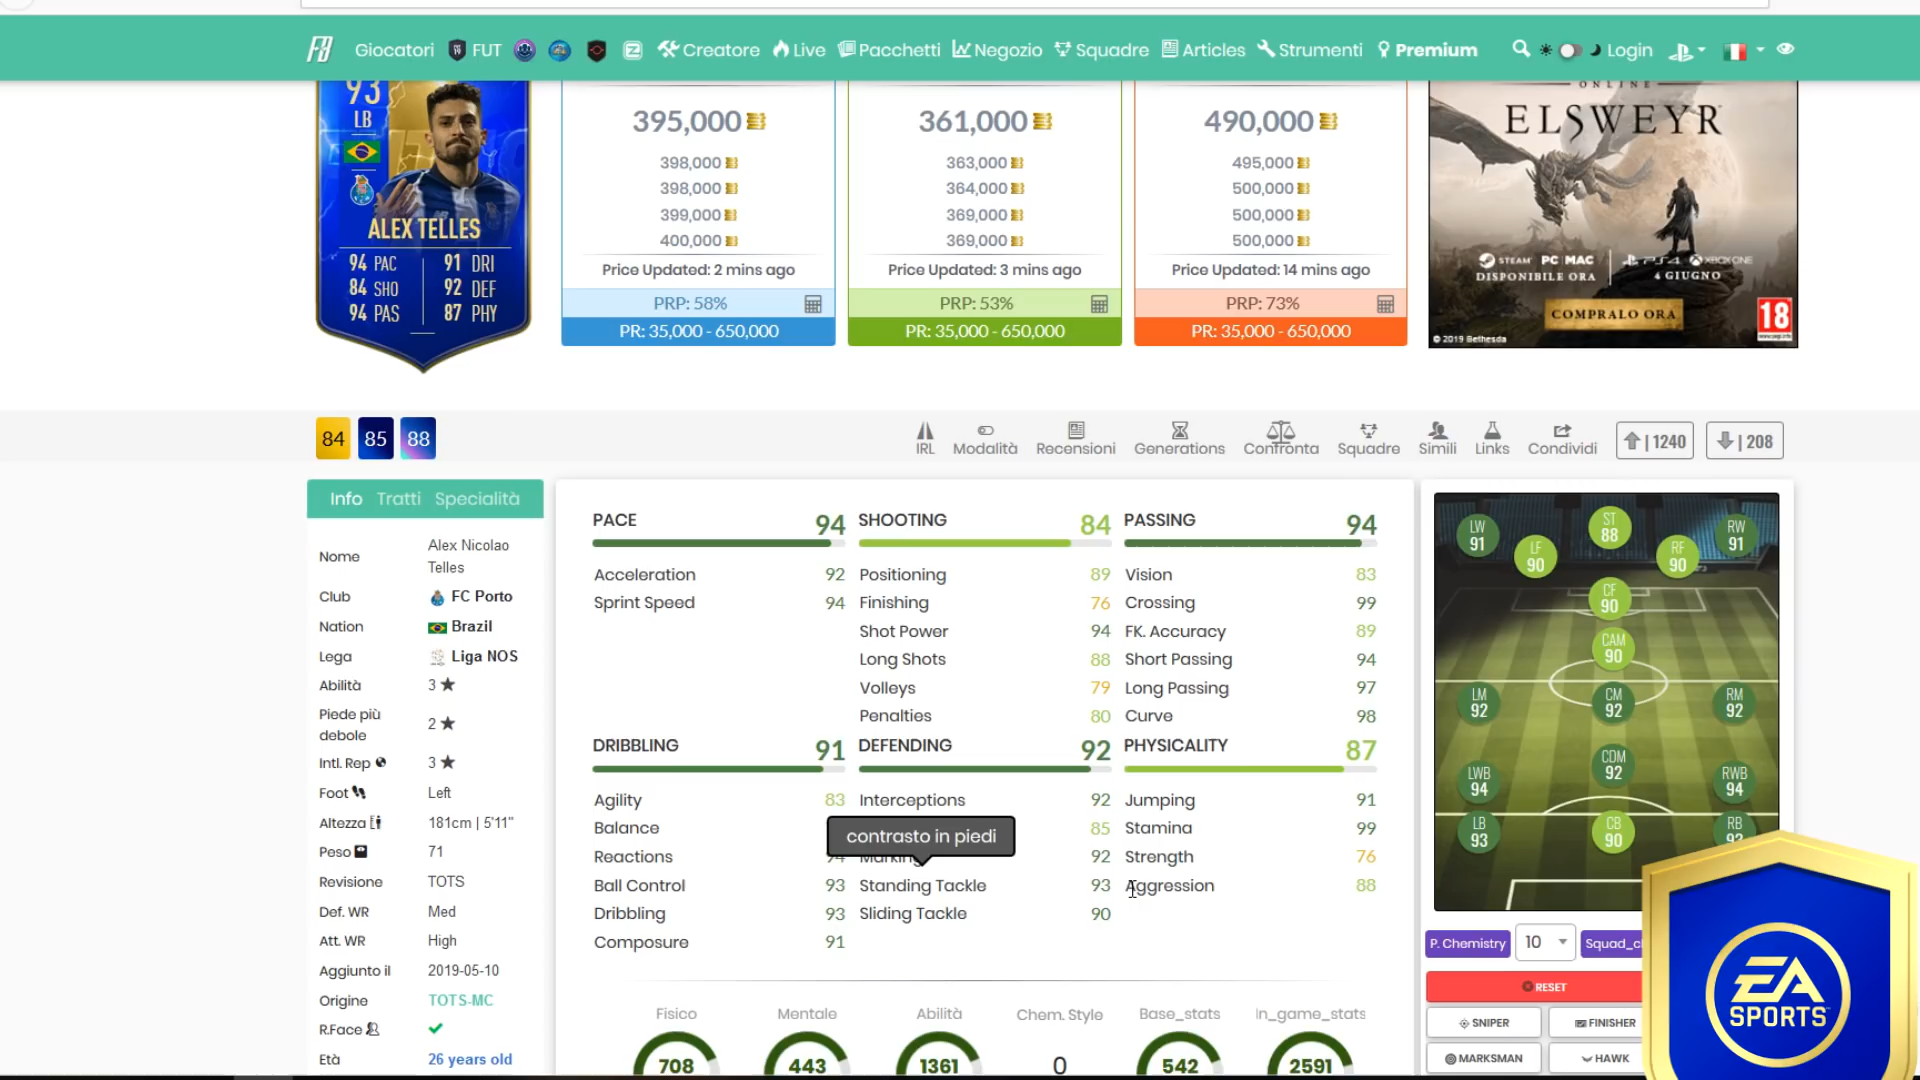 Giocatori FUT Creatore Live Pacchetti Negozio Squadre Articles Strumenti Premium Login
93
LB
ALEX TELLES
94 PAC 91 DRI
84 SHO 92 DEF
94 PAS 87 PHY
395,000
398,000
398,000
399,000
400,000
Price Updated: 2 mins ago
PRP: 58%
PR: 35,000 - 650,000
361,000
363,000
364,000
369,000
369,000
Price Updated: 3 mins ago
PRP: 53%
PR: 35,000 - 650,000
490,000
495,000
500,000
500,000
500,000
Price Updated: 14 mins ago
PRP: 73%
PR: 35,000 - 650,000
ONLINE
ELSWEYR
STEAM PC MAC
DISPONIBILE ORA
PS4 XBOX ONE
4 GIUGNO
COMPRALO ORA
18
© 2019 Bethesda
84 85 88
IRL Modalità Recensioni Generations Confronta Squadre Simili Links Condividi | 1240 | 208
Info Tratti Specialità
Nome Alex Nicolao Telles
Club FC Porto
Nation Brazil
Lega Liga NOS
Abilità 3
Piede più debole 2
Intl. Rep 3
Foot Left
Altezza 181cm | 5'11"
Peso 71
Revisione TOTS
Def. WR Med
Att. WR High
Aggiunto il 2019-05-10
Origine TOTS-MC
R.Face
Età 26 years old
PACE 94
Acceleration 92
Sprint Speed 94
SHOOTING 84
Positioning 89
Finishing 76
Shot Power 94
Long Shots 88
Volleys 79
Penalties 80
PASSING 94
Vision 83
Crossing 99
FK. Accuracy 89
Short Passing 94
Long Passing 97
Curve 98
DRIBBLING 91
Agility 83
Balance
Reactions 94
Ball Control 93
Dribbling 93
Composure 91
DEFENDING 92
Interceptions 92
85
contrasto in piedi
Marking 92
Standing Tackle 93
Sliding Tackle 90
PHYSICALITY 87
Jumping 91
Stamina 99
Strength 76
Aggression 88
Fisico Mentale Abilità Chem. Style Base_stats In_game_stats
708 443 1361 0 542 2591
LW 91
ST 88
RW 91
LF 90
RF 90
CF 90
CAM 90
LM 92
CM 92
RM 92
CDM 92
LWB 94
RWB 94
LB 93
CB 90
RB 93
P. Chemistry 10 Squad_c
RESET
SNIPER FINISHER
MARKSMAN HAWK
EA
SPORTS